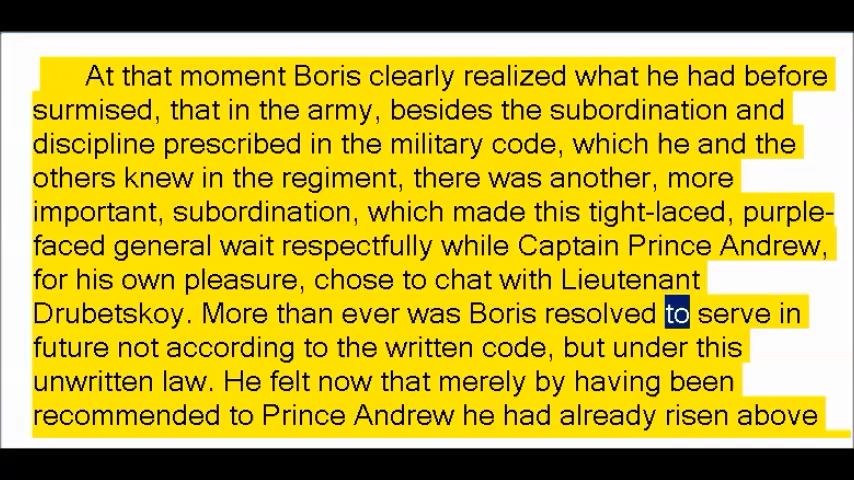 At that moment Boris clearly realized what he had before
surmised, that in the army, besides the subordination and
discipline prescribed in the military code, which he and the
others knew in the regiment, there was another, more
important, subordination, which made this tight-laced, purple-
faced general wait respectfully while Captain Prince Andrew,
for his own pleasure, chose to chat with Lieutenant
Drubetskoy. More than ever was Boris resolved to serve in
future not according to the written code, but under this
unwritten law. He felt now that merely by having been
recommended to Prince Andrew he had already risen above